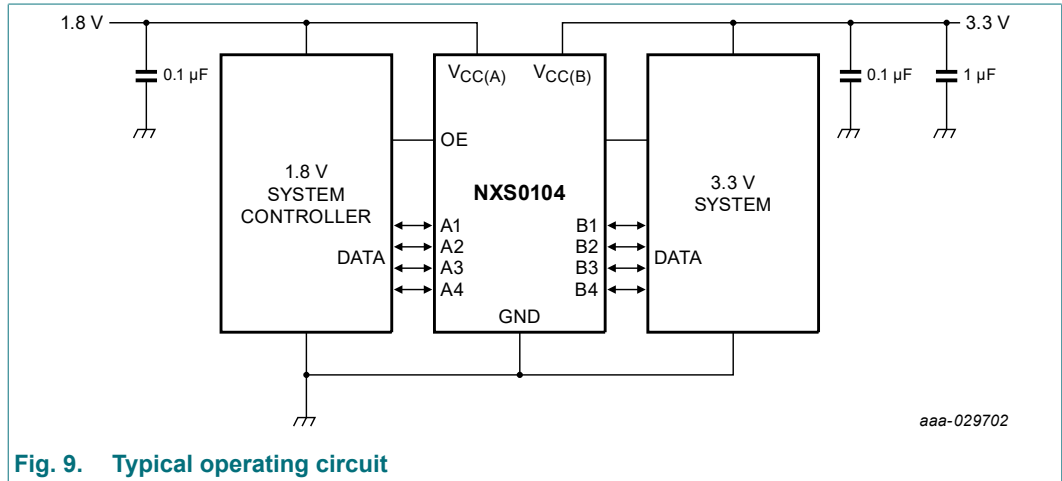 1.8 V
3.3 V
0.1 µF
VCC(A)
VCC(B)
0.1 µF
1 µF
OE
1.8 V
SYSTEM
CONTROLLER
NXS0104
3.3 V
SYSTEM
DATA
A1
A2
A3
A4
B1
B2
B3
B4
DATA
GND
aaa-029702
Fig. 9. Typical operating circuit